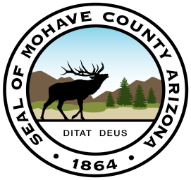 SEAL OF MOHAVE COUNTY ARIZONA
DITAT DEUS
• 1864 •